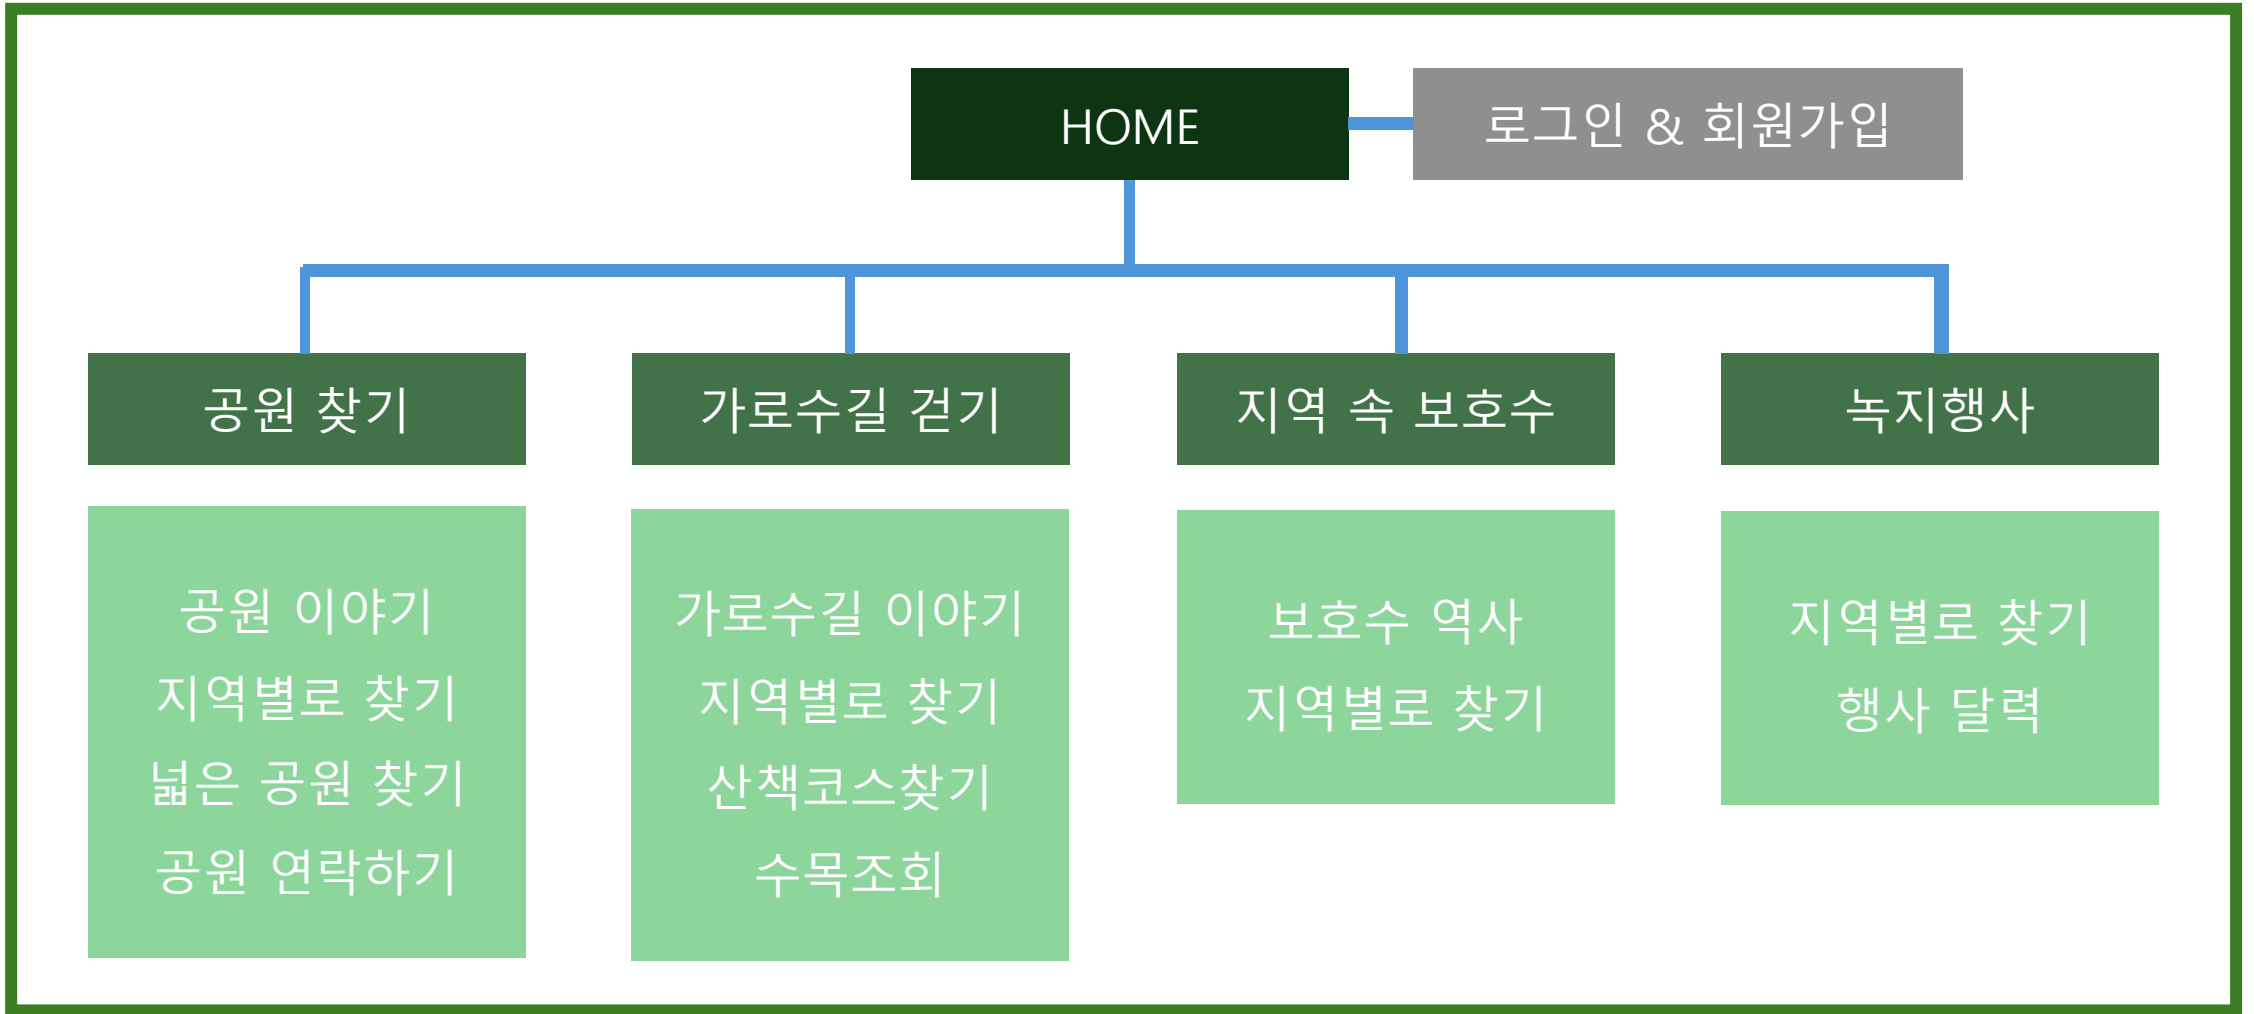 HOME
로그인 & 회원가입
공원 찾기
가로수길 걷기
지역 속 보호수
녹지행사
공원 이야기
지역별로 찾기
넓은 공원 찾기
공원 연락하기
가로수길 이야기
지역별로 찾기
산책코스찾기
수목조회
보호수 역사
지역별로 찾기
지역별로 찾기
행사 달력